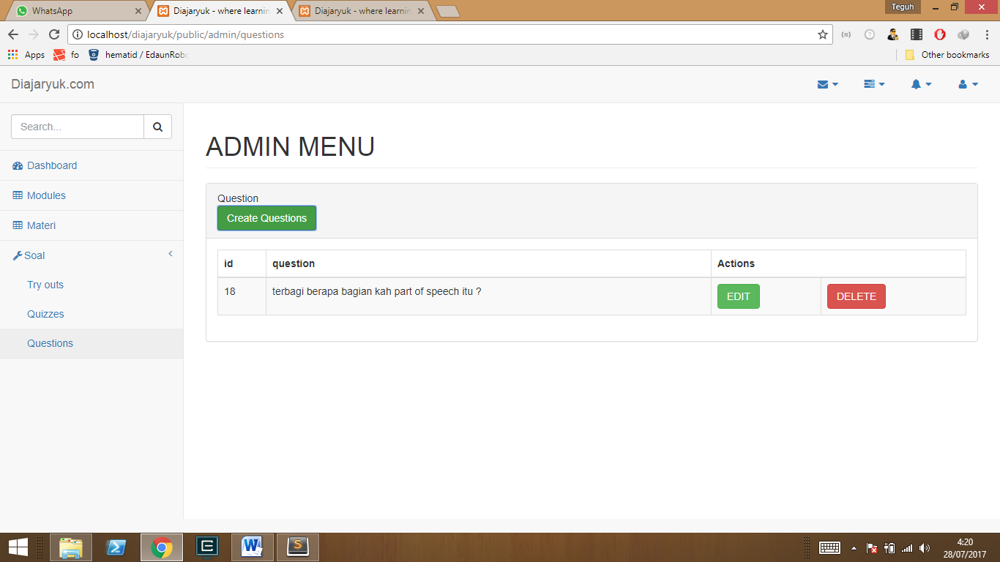 WhatsApp
Diajaryuk - where learnin
Diajaryuk - where learnin
Teguh
localhost/diajaryuk/public/admin/questions
Apps
fo
hematid / EdaunRob
Other bookmarks
Diajaryuk.com
Search...
Dashboard
Modules
Materi
Soal
Try outs
Quizzes
Questions
ADMIN MENU
Question
Create Questions
id question Actions
18 terbagi berapa bagian kah part of speech itu ? EDIT DELETE
4:20
28/07/2017